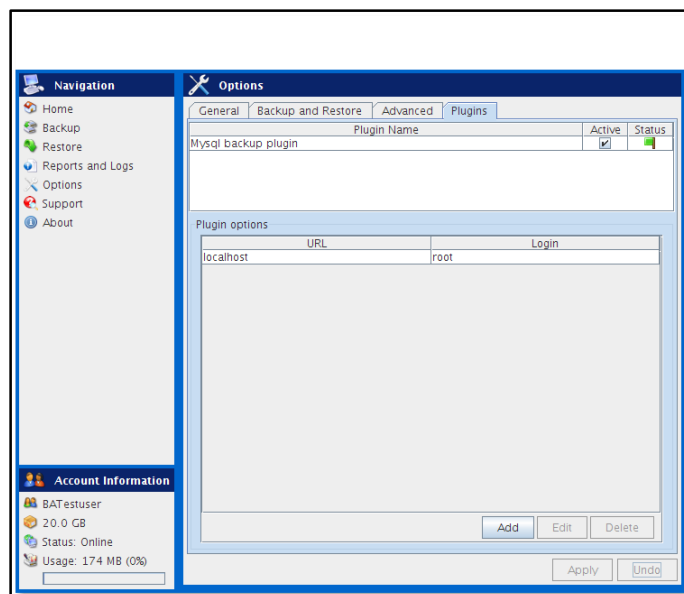 Navigation
Home
Backup
Restore
Reports and Logs
Options
Support
About
Account Information
BATestuser
20.0 GB
Status: Online
Usage: 174 MB (0%)
Options
General Backup and Restore Advanced Plugins
Plugin Name Active Status
Mysql backup plugin
Plugin options
URL Login
localhost root
Add Edit Delete
Apply Undo